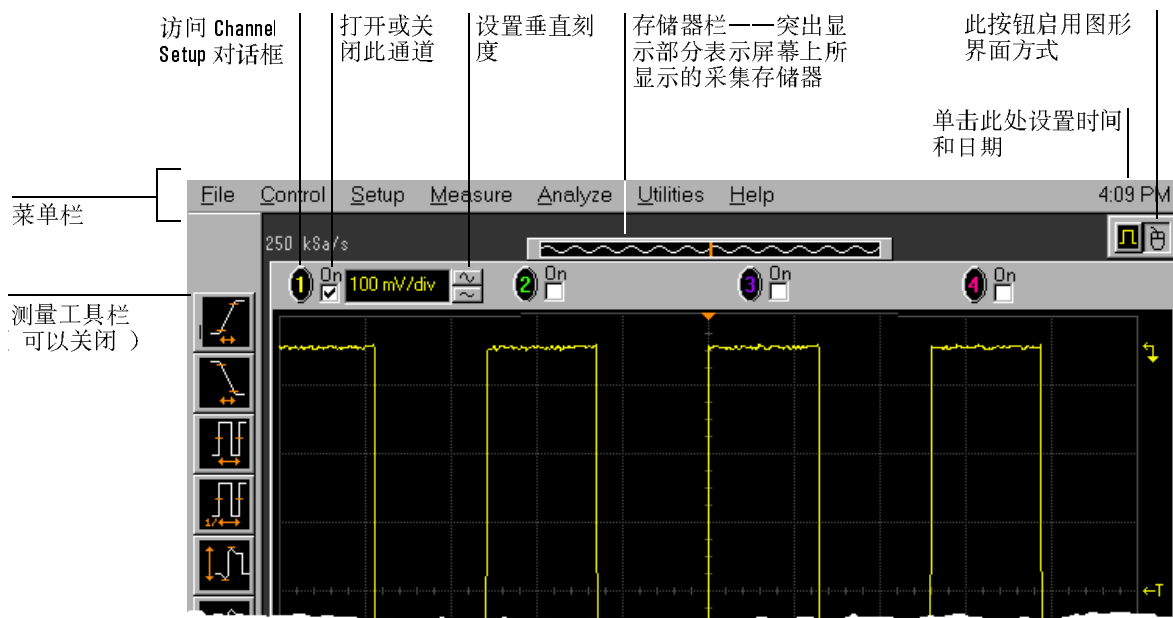 访问 Channel
Setup 对话框
打开或关
闭此通道
设置垂直刻
度
存储器栏——突出显
示部分表示屏幕上所
显示的采集存储器
此按钮启用图形
界面方式
单击此处设置时间
和日期
菜单栏
File Control Setup Measure Analyze Utilities Help 4:09 PM
250 kSa/s
1 On 100 mV/div 2 On 3 On 4 On
测量工具栏
( 可以关闭 )
1/
T